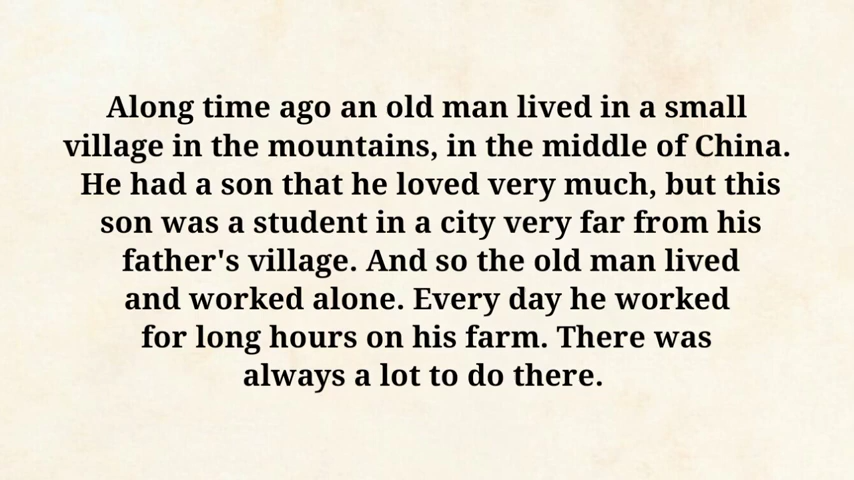 Along time ago an old man lived in a small
village in the mountains, in the middle of China.
He had a son that he loved very much, but this
son was a student in a city very far from his
father's village. And so the old man lived
and worked alone. Every day he worked
for long hours on his farm. There was
always a lot to do there.